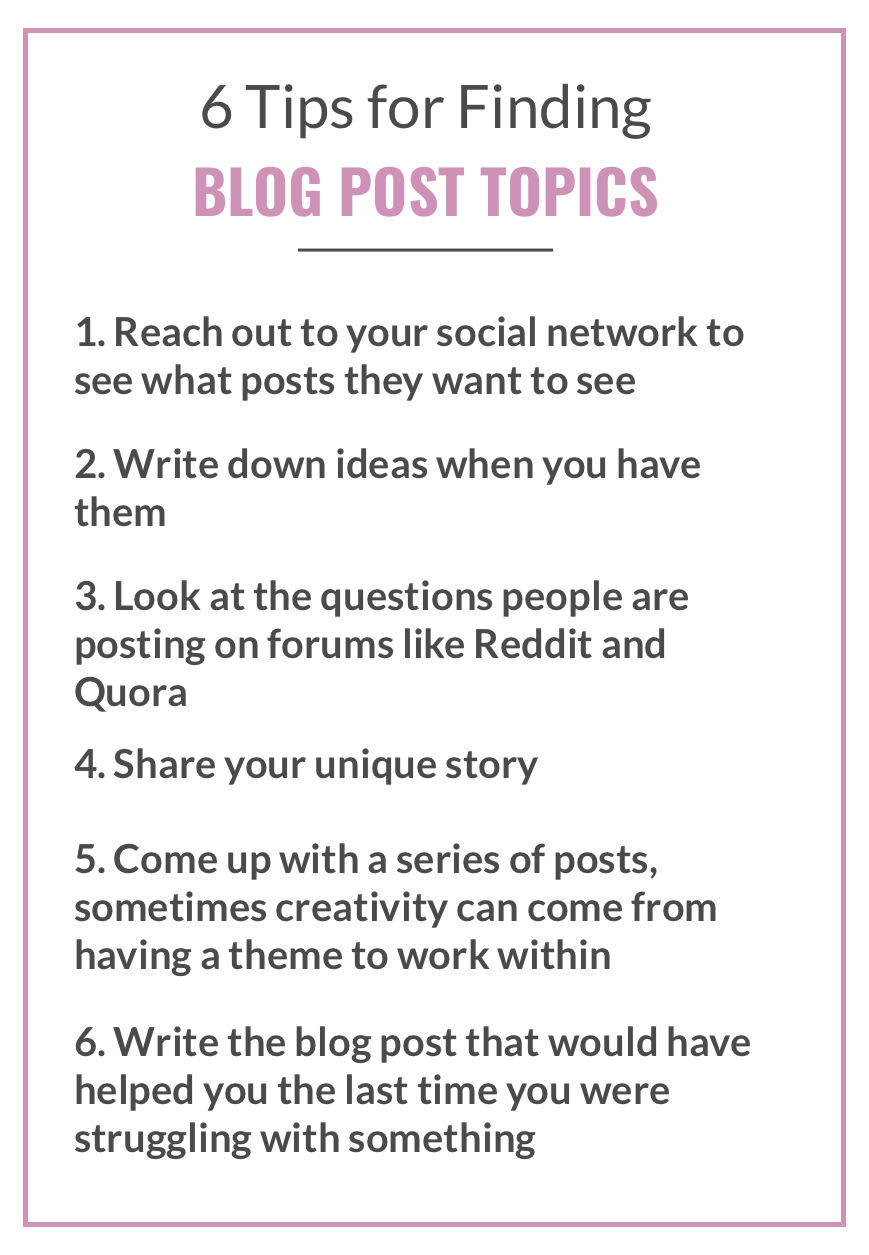 6 Tips for Finding
BLOG POST TOPICS
1. Reach out to your social network to
see what posts they want to see
2. Write down ideas when you have
them
3. Look at the questions people are
posting on forums like Reddit and
Quora
4. Share your unique story
5. Come up with a series of posts,
sometimes creativity can come from
having a theme to work within
6. Write the blog post that would have
helped you the last time you were
struggling with something